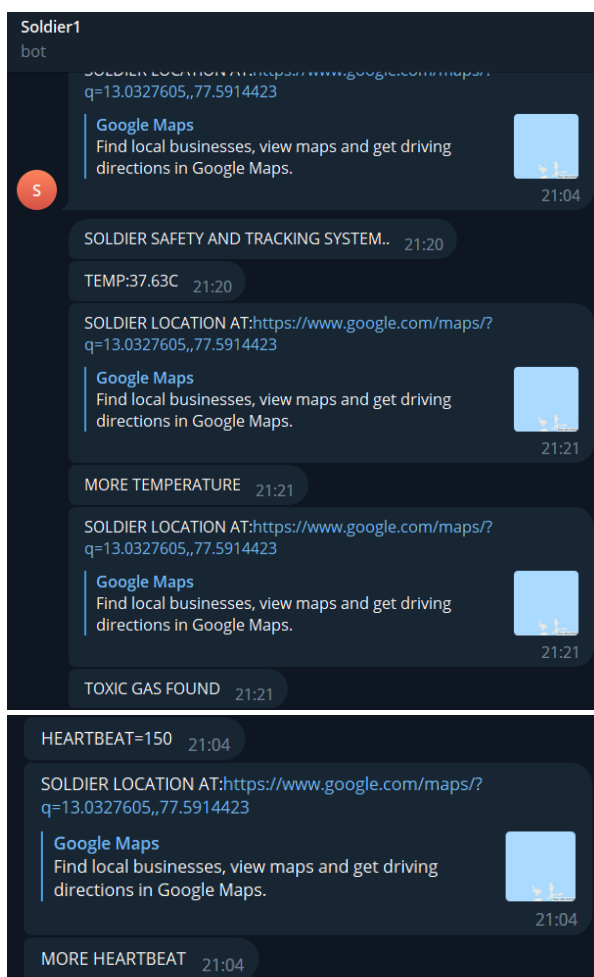 Soldier1
bot
SOLDIER LOCATION AT:https://www.google.com/maps/?
q=13.0327605,,77.5914423
Google Maps
Find local businesses, view maps and get driving
directions in Google Maps.
S
21:04
SOLDIER SAFETY AND TRACKING SYSTEM.. 21:20
TEMP:37.63C 21:20
SOLDIER LOCATION AT:https://www.google.com/maps/?
q=13.0327605,,77.5914423
Google Maps
Find local businesses, view maps and get driving
directions in Google Maps.
21:21
MORE TEMPERATURE 21:21
SOLDIER LOCATION AT:https://www.google.com/maps/?
q=13.0327605,,77.5914423
Google Maps
Find local businesses, view maps and get driving
directions in Google Maps.
21:21
TOXIC GAS FOUND 21:21
HEARTBEAT=150 21:04
SOLDIER LOCATION AT:https://www.google.com/maps/?
q=13.0327605,,77.5914423
Google Maps
Find local businesses, view maps and get driving
directions in Google Maps.
21:04
MORE HEARTBEAT 21:04